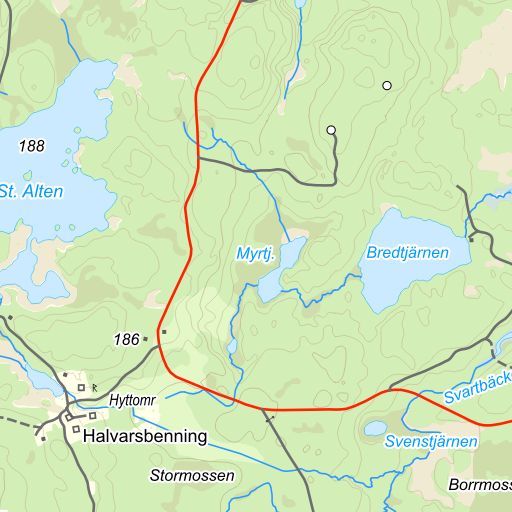 188
St. Alten
Myrtj.
Bredtjärnen
186
Hyttomr
Svartbäck
Halvarsbenning
Svenstjärnen
Stormossen
Borrmoss